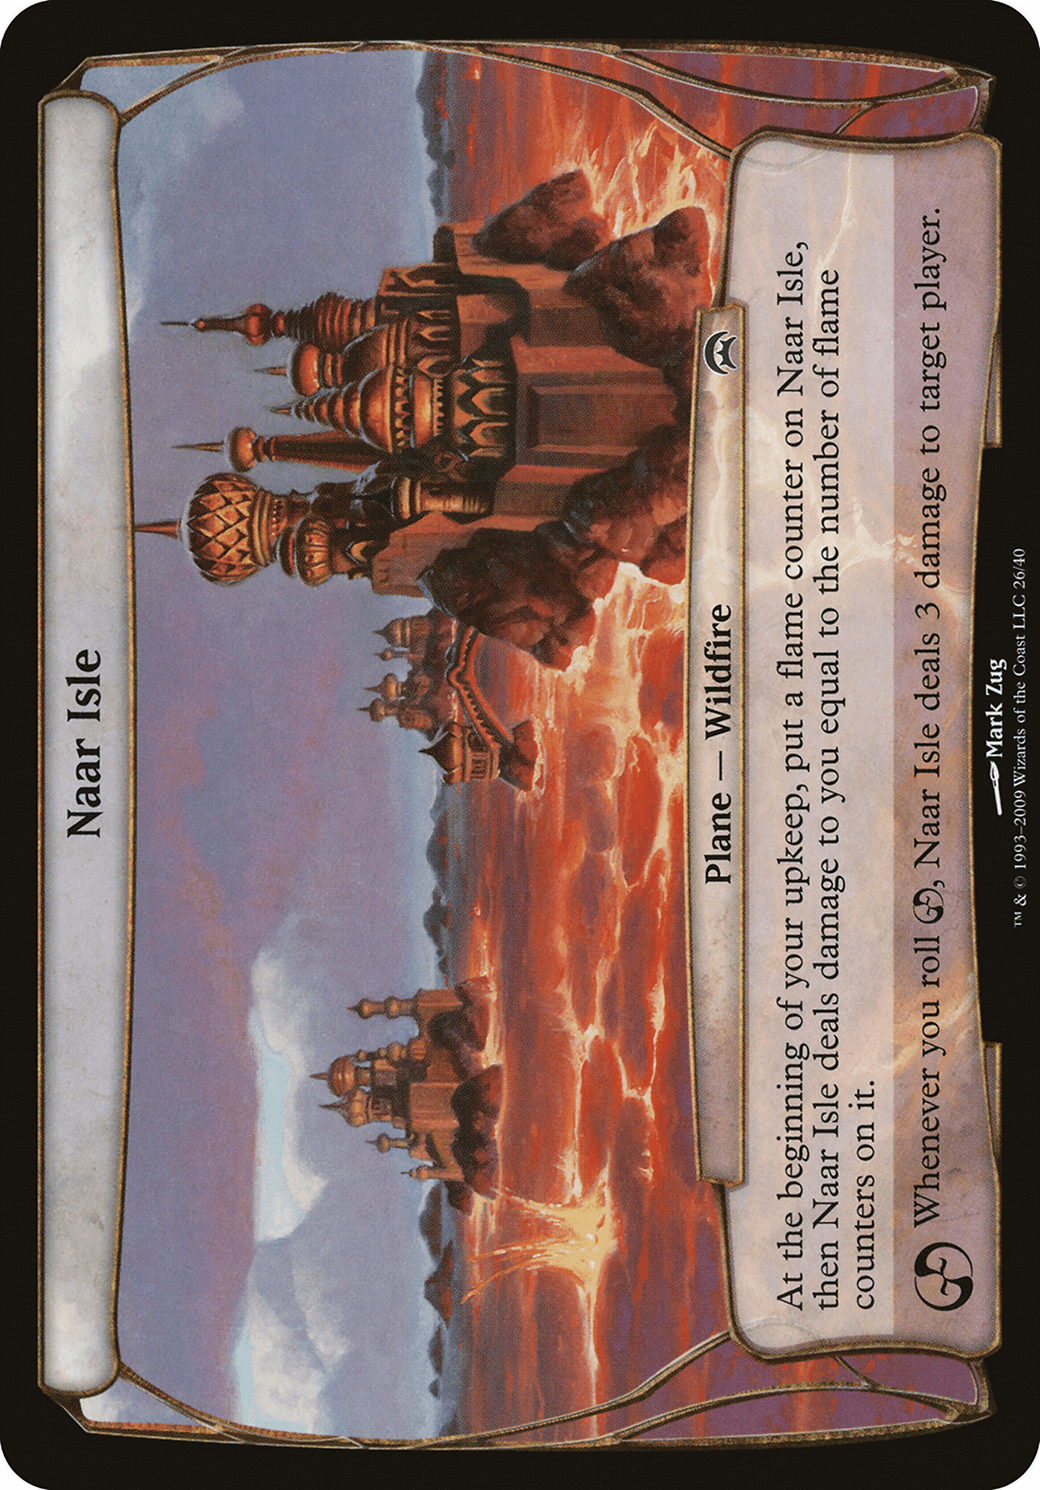 Naar Isle
Plane — Wildfire
At the beginning of your upkeep, put a flame counter on Naar Isle,
then Naar Isle deals damage to you equal to the number of flame
counters on it.
Whenever you roll , Naar Isle deals 3 damage to target player.
Mark Zug
™ & © 1993–2009 Wizards of the Coast LLC 26/40